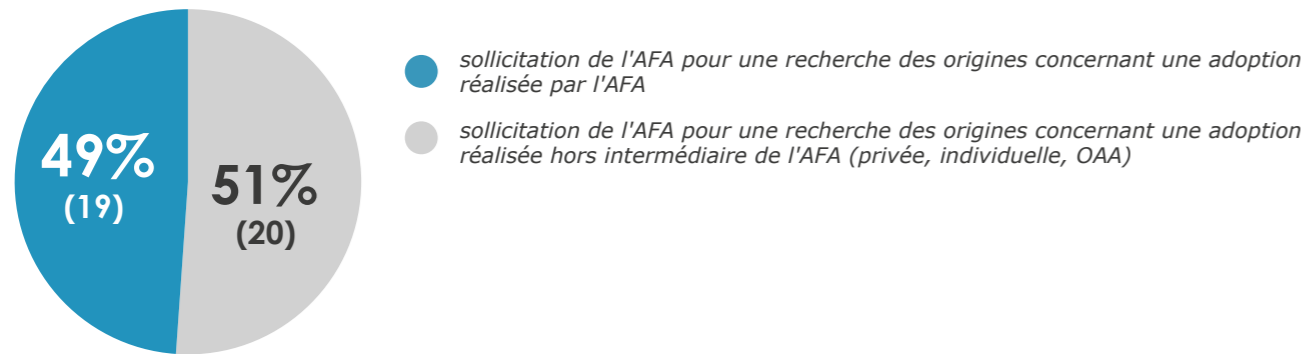 49%
(19)
51%
(20)
sollicitation de l'AFA pour une recherche des origines concernant une adoption
réalisée par l'AFA
sollicitation de l'AFA pour une recherche des origines concernant une adoption
réalisée hors intermédiaire de l'AFA (privée, individuelle, OAA)